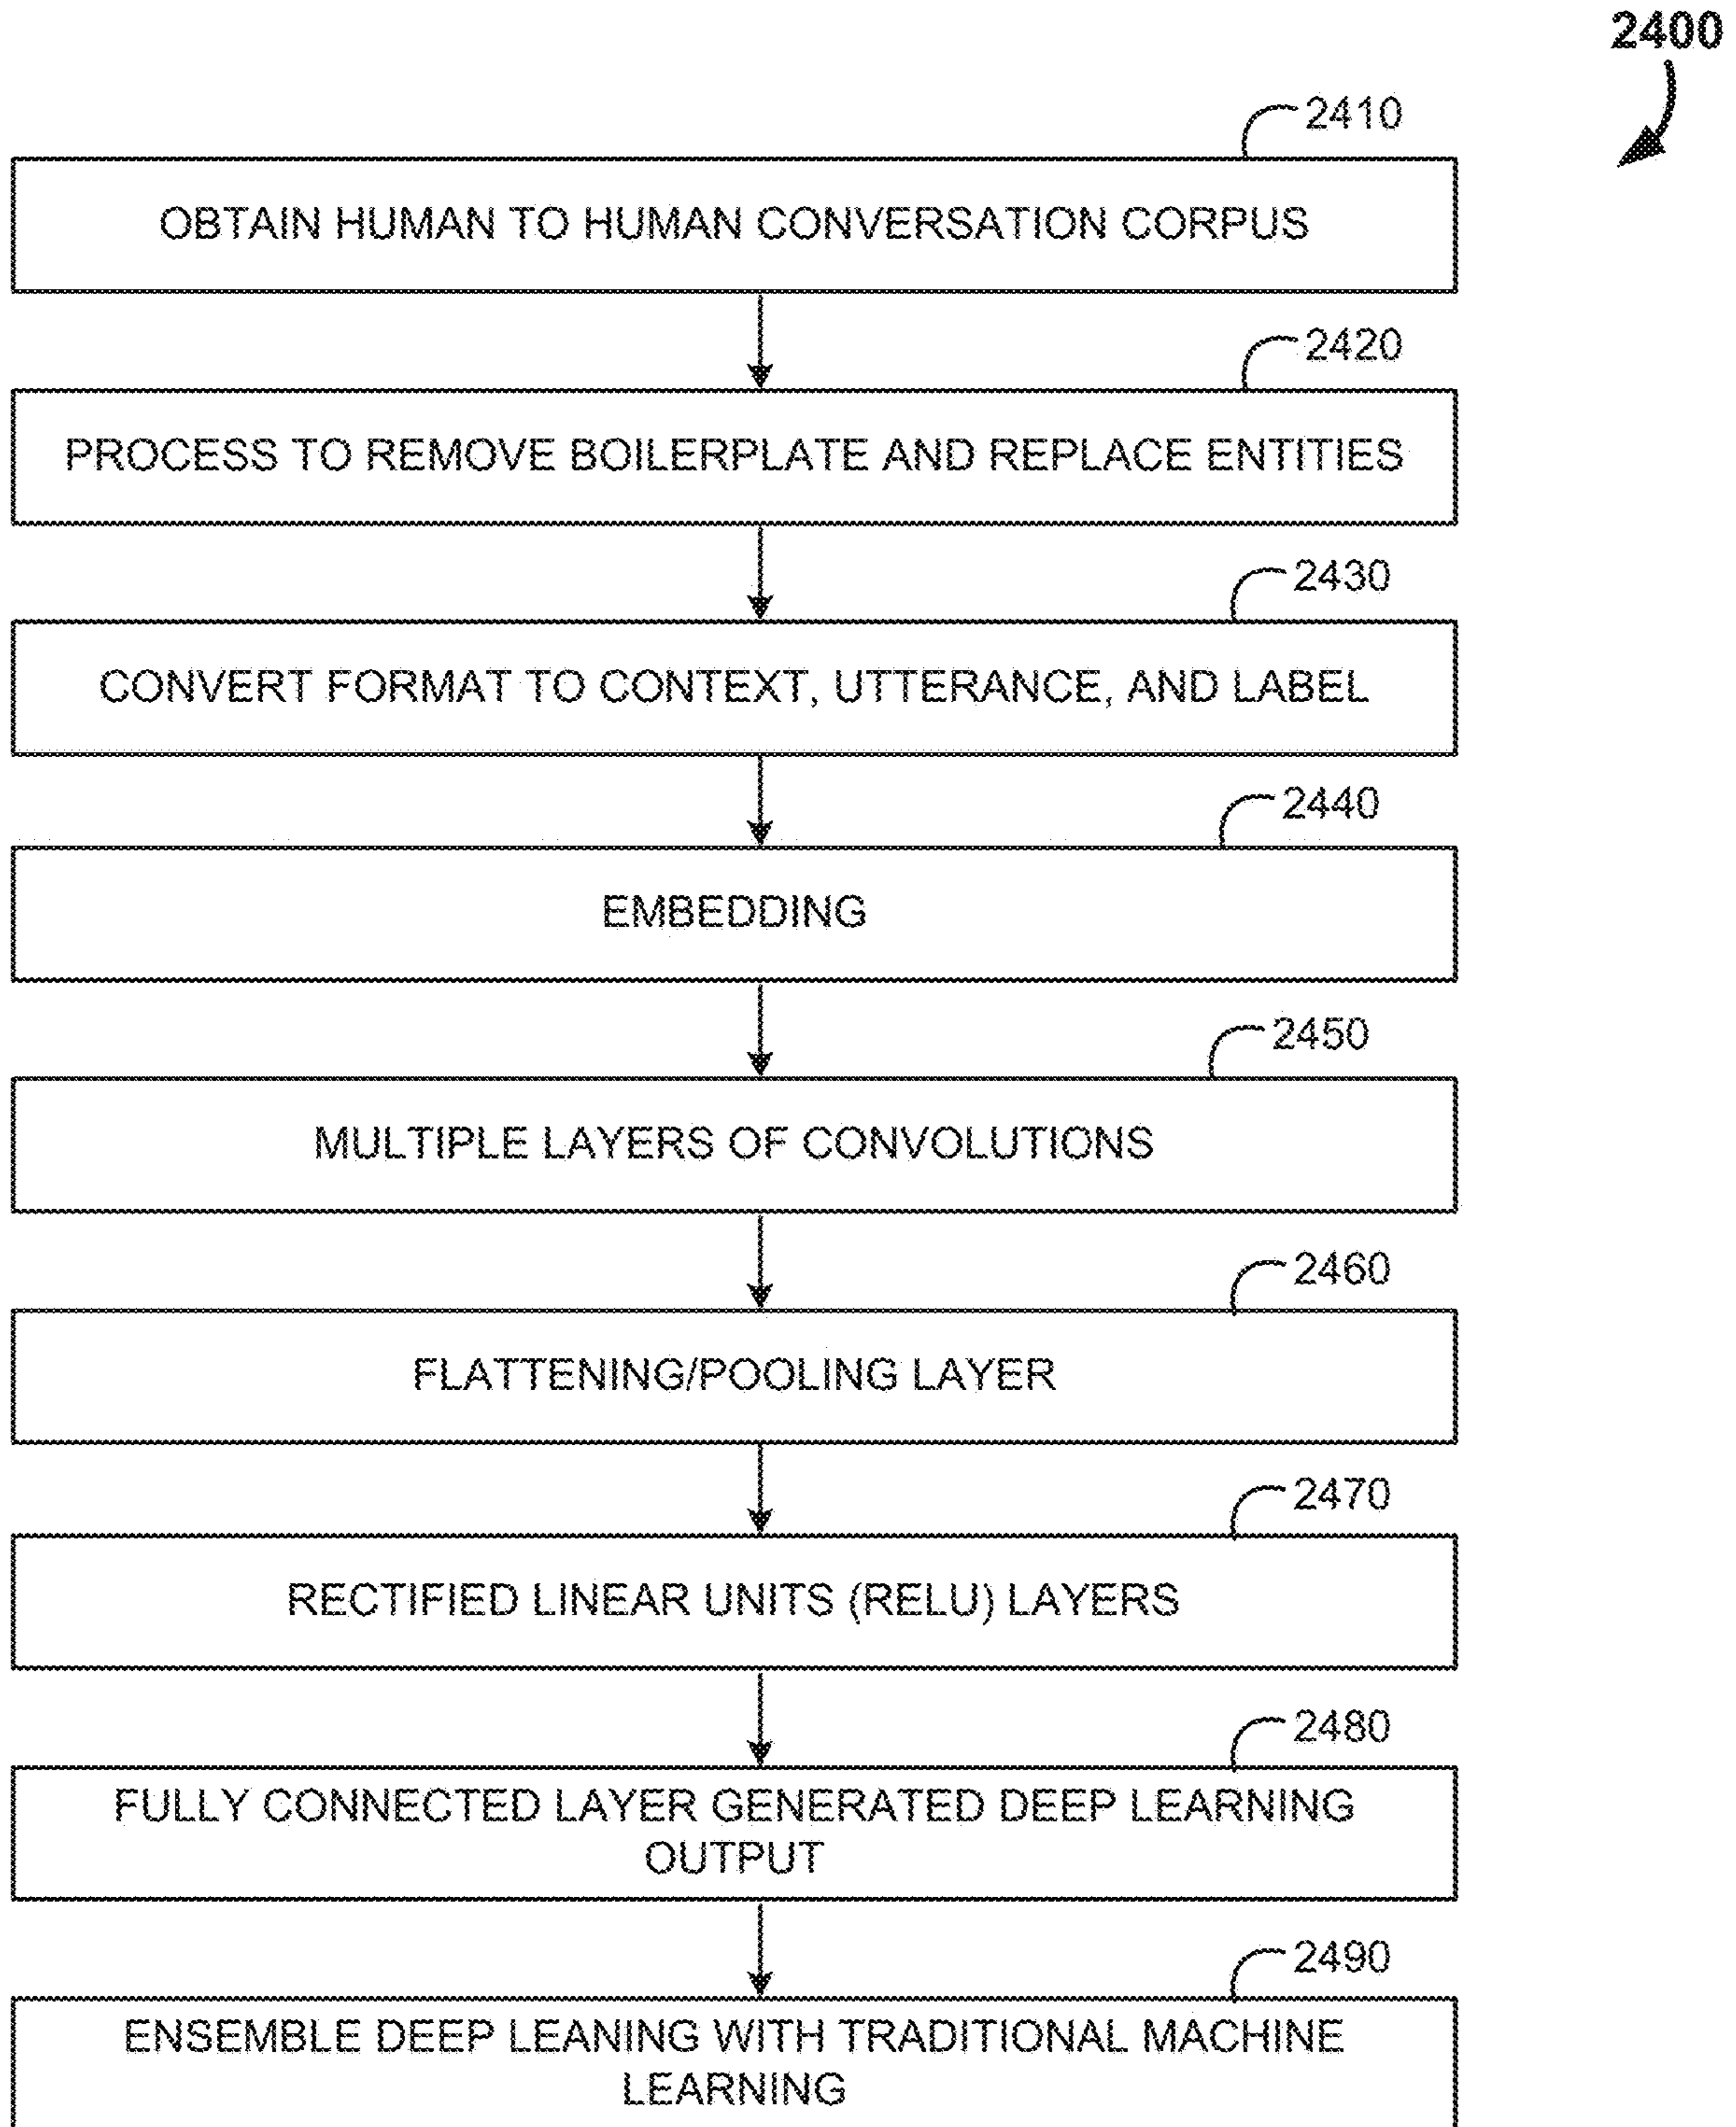 2400
2410
OBTAIN HUMAN TO HUMAN CONVERSATION CORPUS
2420
PROCESS TO REMOVE BOILERPLATE AND REPLACE ENTITIES
2430
CONVERT FORMAT TO CONTEXT, UTTERANCE, AND LABEL
2440
EMBEDDING
2450
MULTIPLE LAYERS OF CONVOLUTIONS
2460
FLATTENING/POOLING LAYER
2470
RECTIFIED LINEAR UNITS (RELU) LAYERS
2480
FULLY CONNECTED LAYER GENERATED DEEP LEARNING
OUTPUT
2490
ENSEMBLE DEEP LEANING WITH TRADITIONAL MACHINE
LEARNING